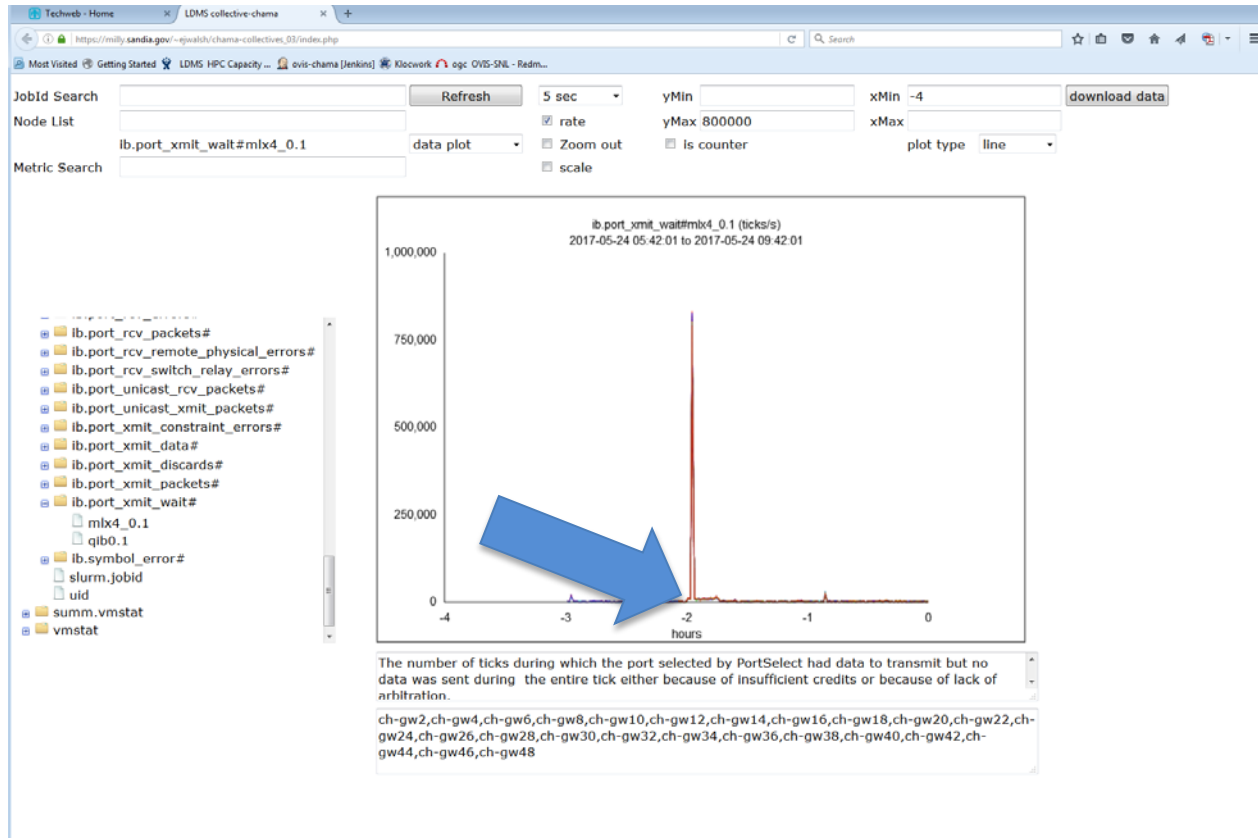 Techweb - Home × LDMS collective-chama × +
https://milly.sandia.gov/~ejwalsh/chama-collectives_03/index.php Search
Most Visited Getting Started LDMS HPC Capacity ... ovis-chama [Jenkins] Klocwork ogc OVIS-SNL - Redm...
JobId Search Refresh 5 sec yMin xMin -4 download data
Node List rate yMax 800000 xMax
ib.port_xmit_wait#mlx4_0.1 data plot Zoom out is counter plot type line
Metric Search scale
ib.port_xmit_wait#mlx4_0.1 (ticks/s)
2017-05-24 05:42:01 to 2017-05-24 09:42:01
1,000,000
750,000
500,000
250,000
0
-4 -3 -2 -1 0
hours
ib.port_rcv_packets#
ib.port_rcv_remote_physical_errors#
ib.port_rcv_switch_relay_errors#
ib.port_unicast_rcv_packets#
ib.port_unicast_xmit_packets#
ib.port_xmit_constraint_errors#
ib.port_xmit_data#
ib.port_xmit_discards#
ib.port_xmit_packets#
ib.port_xmit_wait#
mlx4_0.1
qib0.1
ib.symbol_error#
slurm.jobid
uid
summ.vmstat
vmstat
The number of ticks during which the port selected by PortSelect had data to transmit but no
data was sent during the entire tick either because of insufficient credits or because of lack of
arbitration.
ch-gw2,ch-gw4,ch-gw6,ch-gw8,ch-gw10,ch-gw12,ch-gw14,ch-gw16,ch-gw18,ch-gw20,ch-gw22,ch-
gw24,ch-gw26,ch-gw28,ch-gw30,ch-gw32,ch-gw34,ch-gw36,ch-gw38,ch-gw40,ch-gw42,ch-
gw44,ch-gw46,ch-gw48